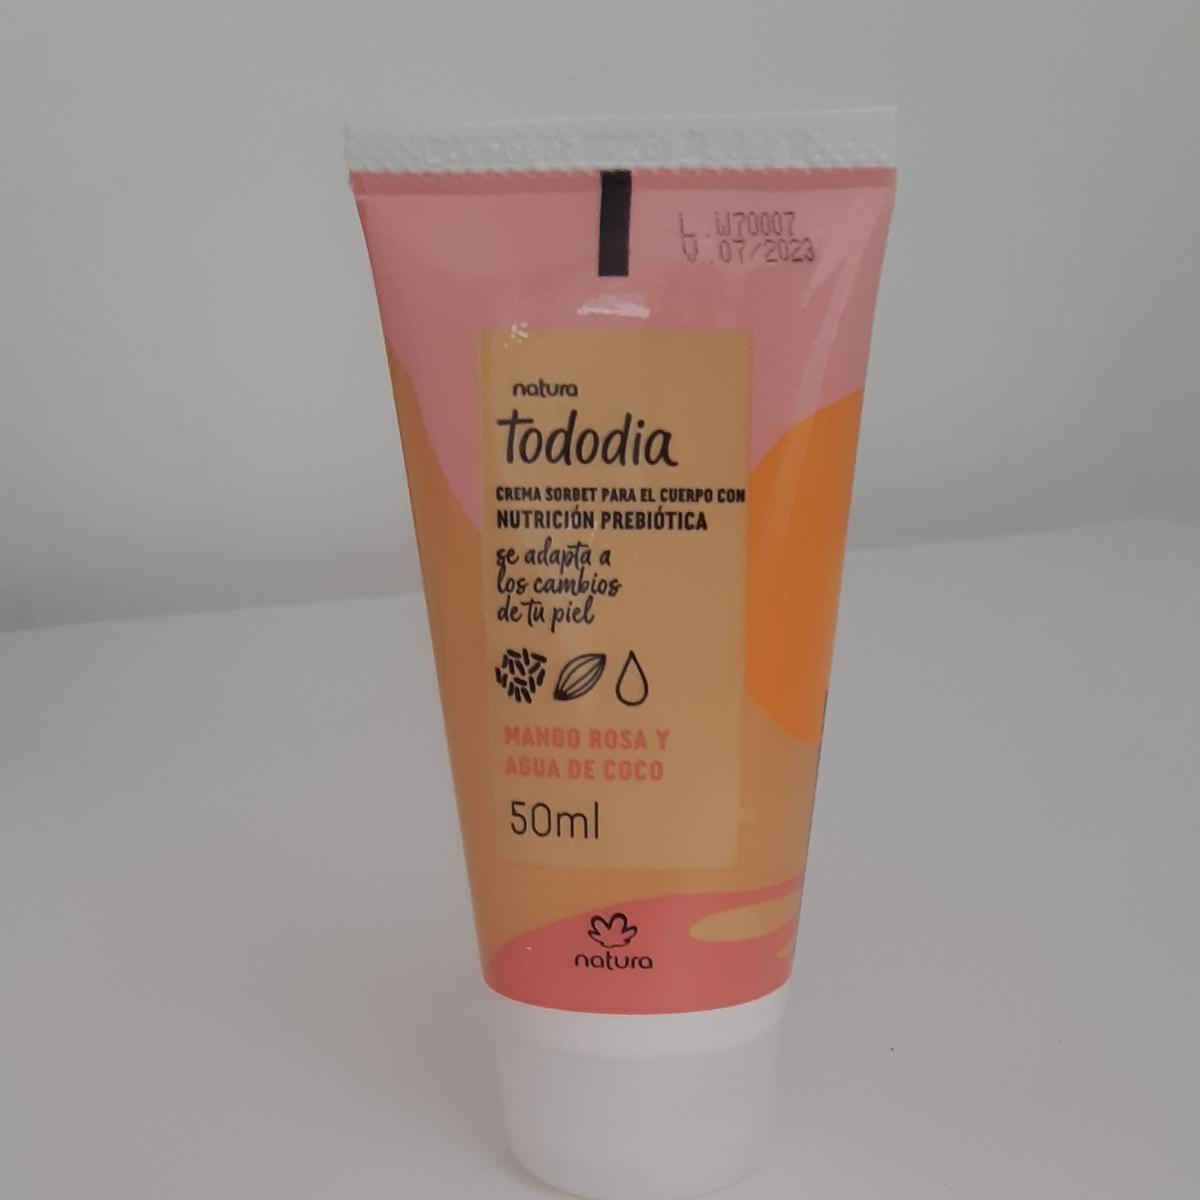 L.W70007
V.07/2023
natura
tododia
CREMA SORBET PARA EL CUERPO CON
NUTRICIÓN PREBIÓTICA
se adapta a
los cambios
de tu piel
MANGO ROSA Y
AGUA DE COCO
50ml
natura